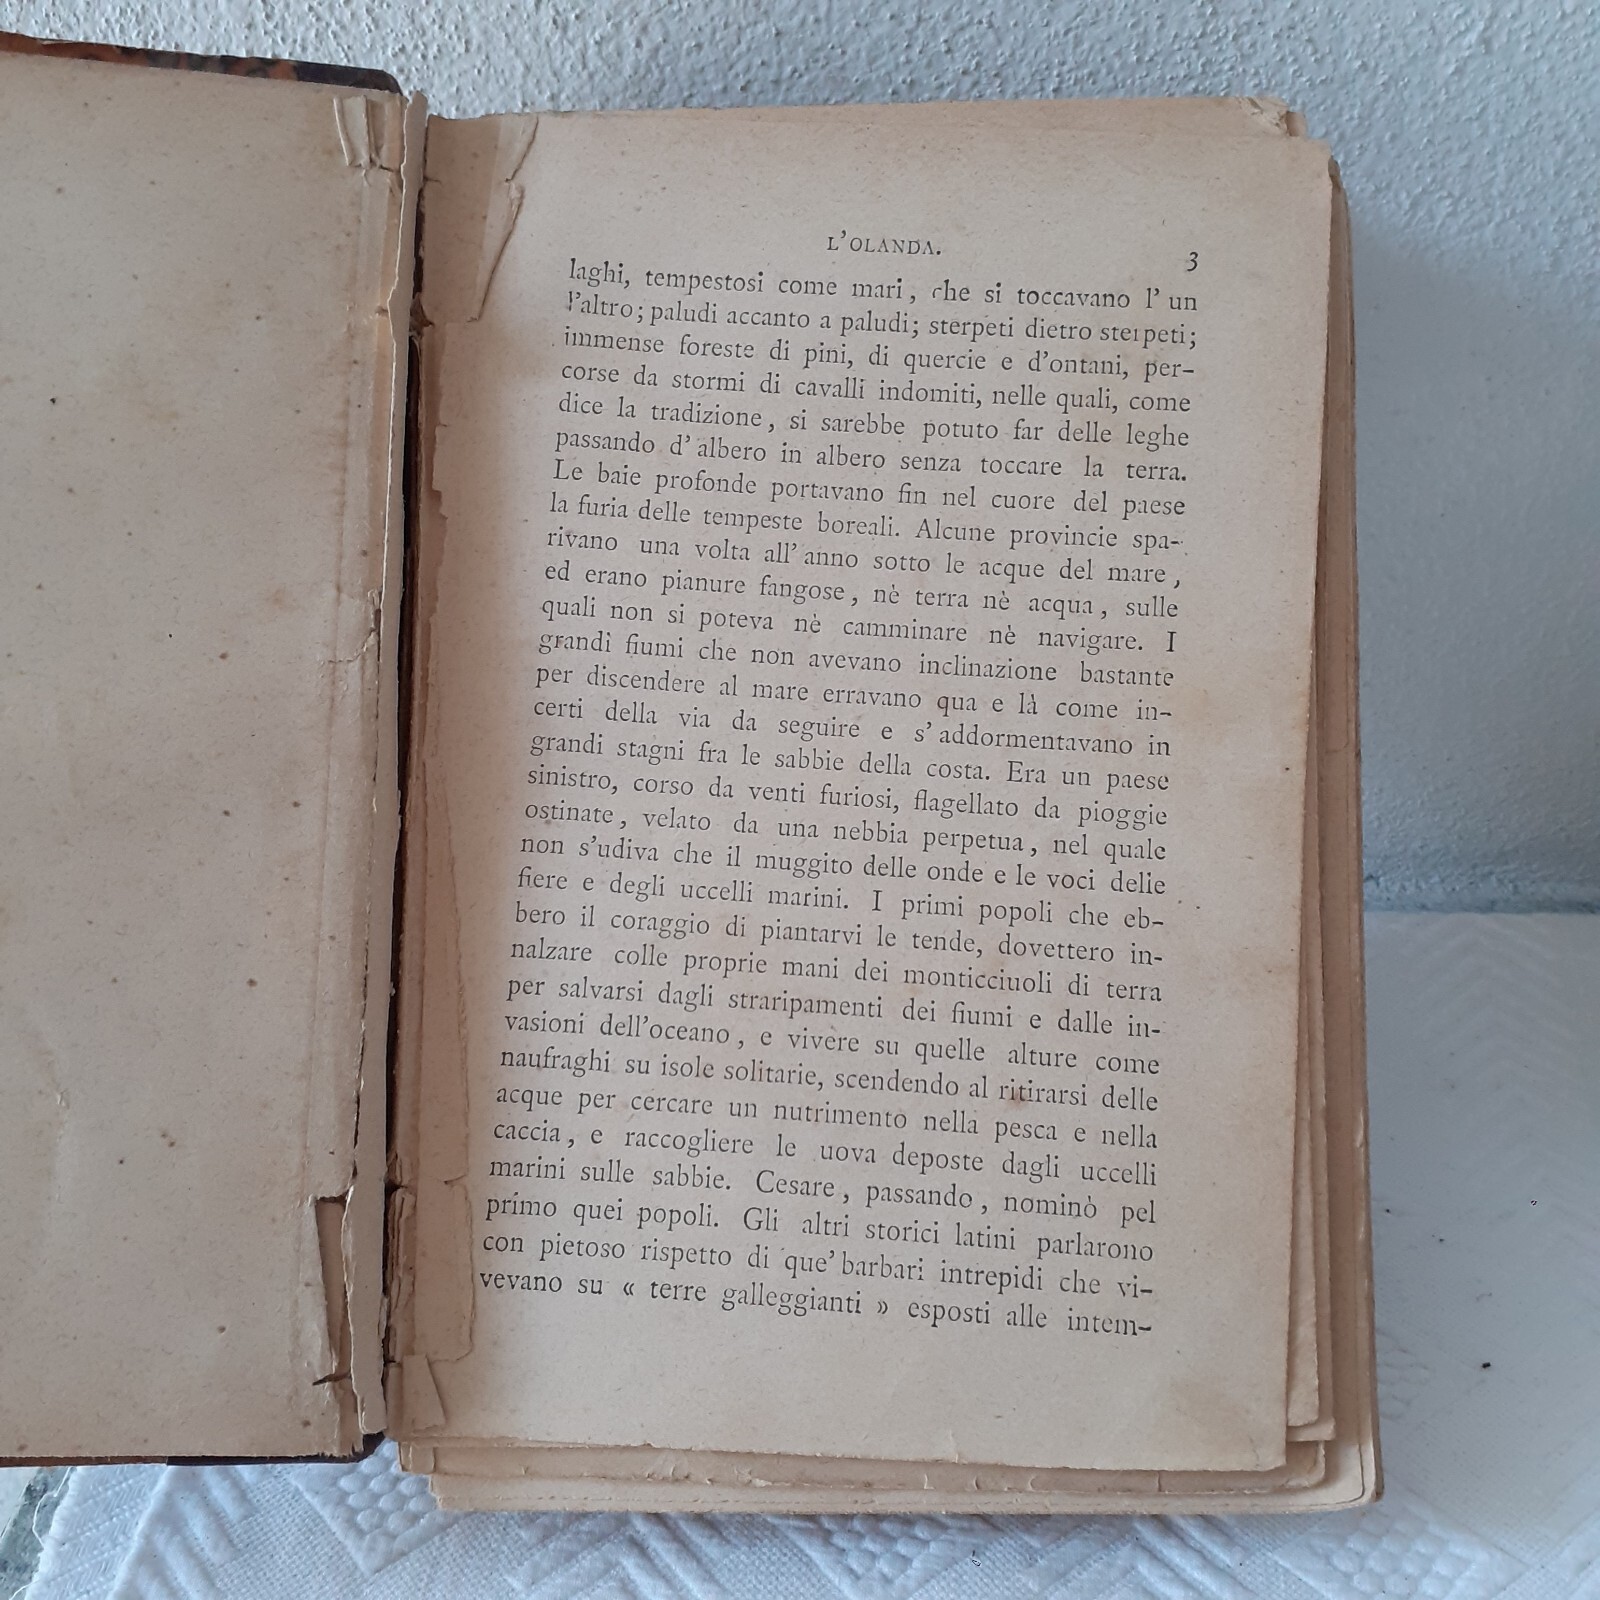 L'OLANDA. 3
laghi, tempestosi come mari, che si toccavano l'un
l'altro; paludi accanto a paludi; sterpeti dietro sterpeti;
immense foreste di pini, di quercie e d'ontani, per-
corse da stormi di cavalli indomiti, nelle quali, come
dice la tradizione, si sarebbe potuto far delle leghe
passando d'albero in albero senza toccare la terra.
Le baie profonde portavano fin nel cuore del paese
la furia delle tempeste boreali. Alcune provincie spa-
rivano una volta all'anno sotto le acque del mare,
ed erano pianure fangose, nè terra nè acqua, sulle
quali non si poteva nè camminare nè navigare. I
grandi fiumi che non avevano inclinazione bastante
per discendere al mare erravano qua e là come in-
certi della via da seguire e s'addormentavano in
grandi stagni fra le sabbie della costa. Era un paese
sinistro, corso da venti furiosi, flagellato da pioggie
ostinate, velato da una nebbia perpetua, nel quale
non s'udiva che il muggito delle onde e le voci delle
fiere e degli uccelli marini. I primi popoli che eb-
bero il coraggio di piantarvi le tende, dovettero in-
nalzare colle proprie mani dei monticciuoli di terra
per salvarsi dagli straripamenti dei fiumi e dalle in-
vasioni dell'oceano, e vivere su quelle alture come
naufraghi su isole solitarie, scendendo al ritirarsi delle
acque per cercare un nutrimento nella pesca e nella
caccia, e raccogliere le uova deposte dagli uccelli
marini sulle sabbie. Cesare, passando, nominò pel
primo quei popoli. Gli altri storici latini parlarono
con pietoso rispetto di que' barbari intrepidi che vi-
vevano su « terre galleggianti » esposti alle intem-